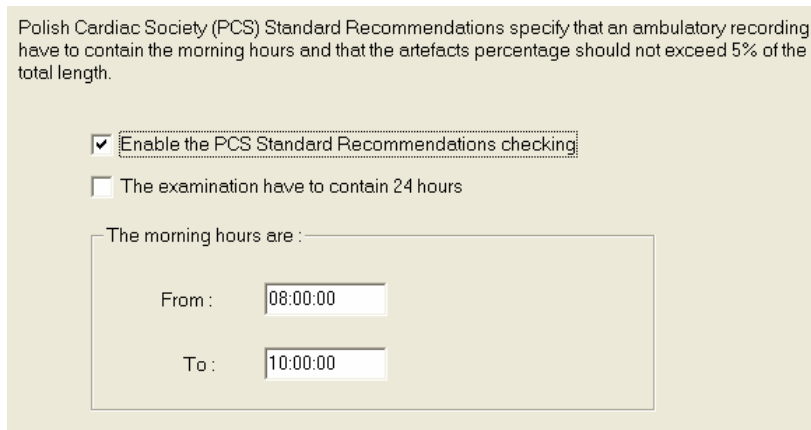 Polish Cardiac Society (PCS) Standard Recommendations specify that an ambulatory recording
have to contain the morning hours and that the artefacts percentage should not exceed 5% of the
total length.
Enable the PCS Standard Recommendations checking
The examination have to contain 24 hours
The morning hours are :
From : 08:00:00
To : 10:00:00